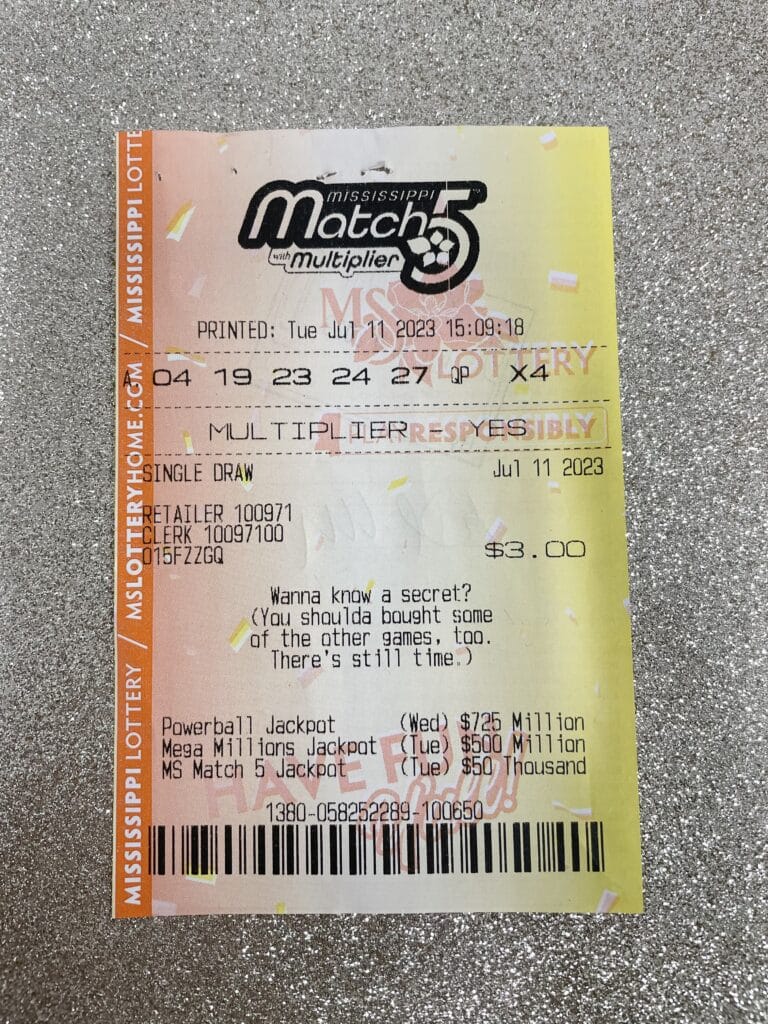 MISSISSIPPI
Match 5
with Multiplier
MS
LOTTERY
PRINTED: Tue Jul 11 2023 15:09:18
A 04 19 23 24 27 QP X4
PLAY RESPONSIBLY
MULTIPLIER - YES
SINGLE DRAW Jul 11 2023
RETAILER 100971
CLERK 10097100
015FZZGQ $3.00
Wanna know a secret?
(You shoulda bought some
of the other games, too.
There's still time.)
Powerball Jackpot (Wed) $725 Million
Mega Millions Jackpot (Tue) $500 Million
MS Match 5 Jackpot (Tue) $50 Thousand
HAVE FUN
Y'all!
1380-058252289-100650
MISSISSIPPI LOTTERY / MSLOTTERYHOME.COM / MISSISSIPPI LOTTE